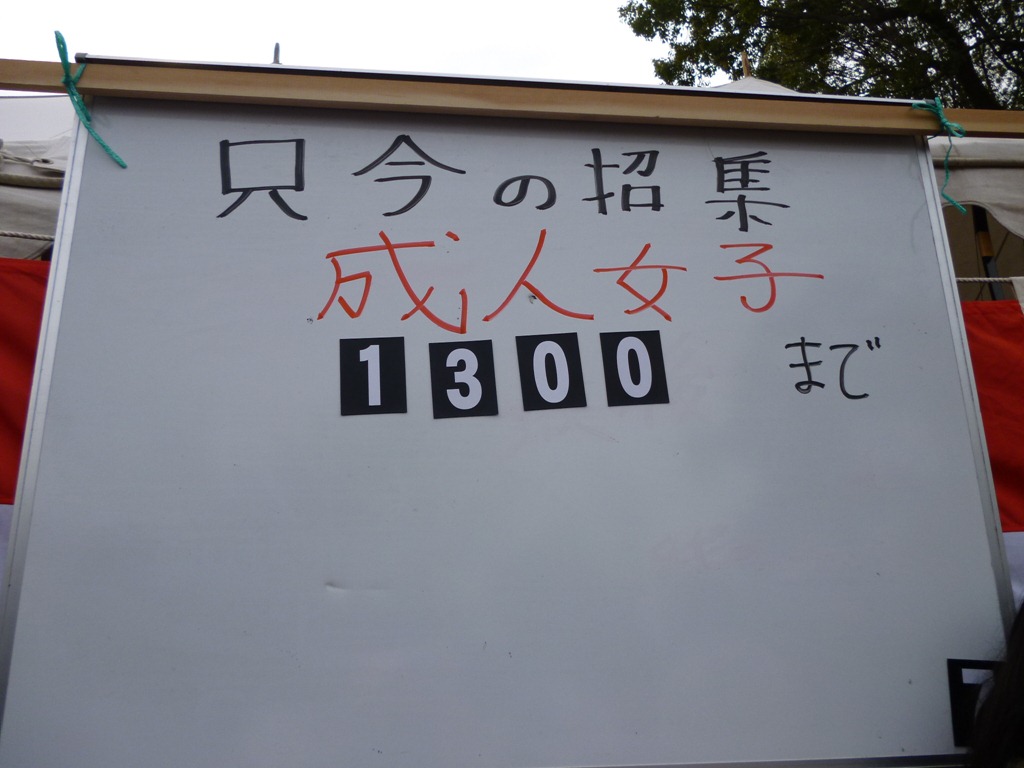 只今の招集
成人女子
1300 まで